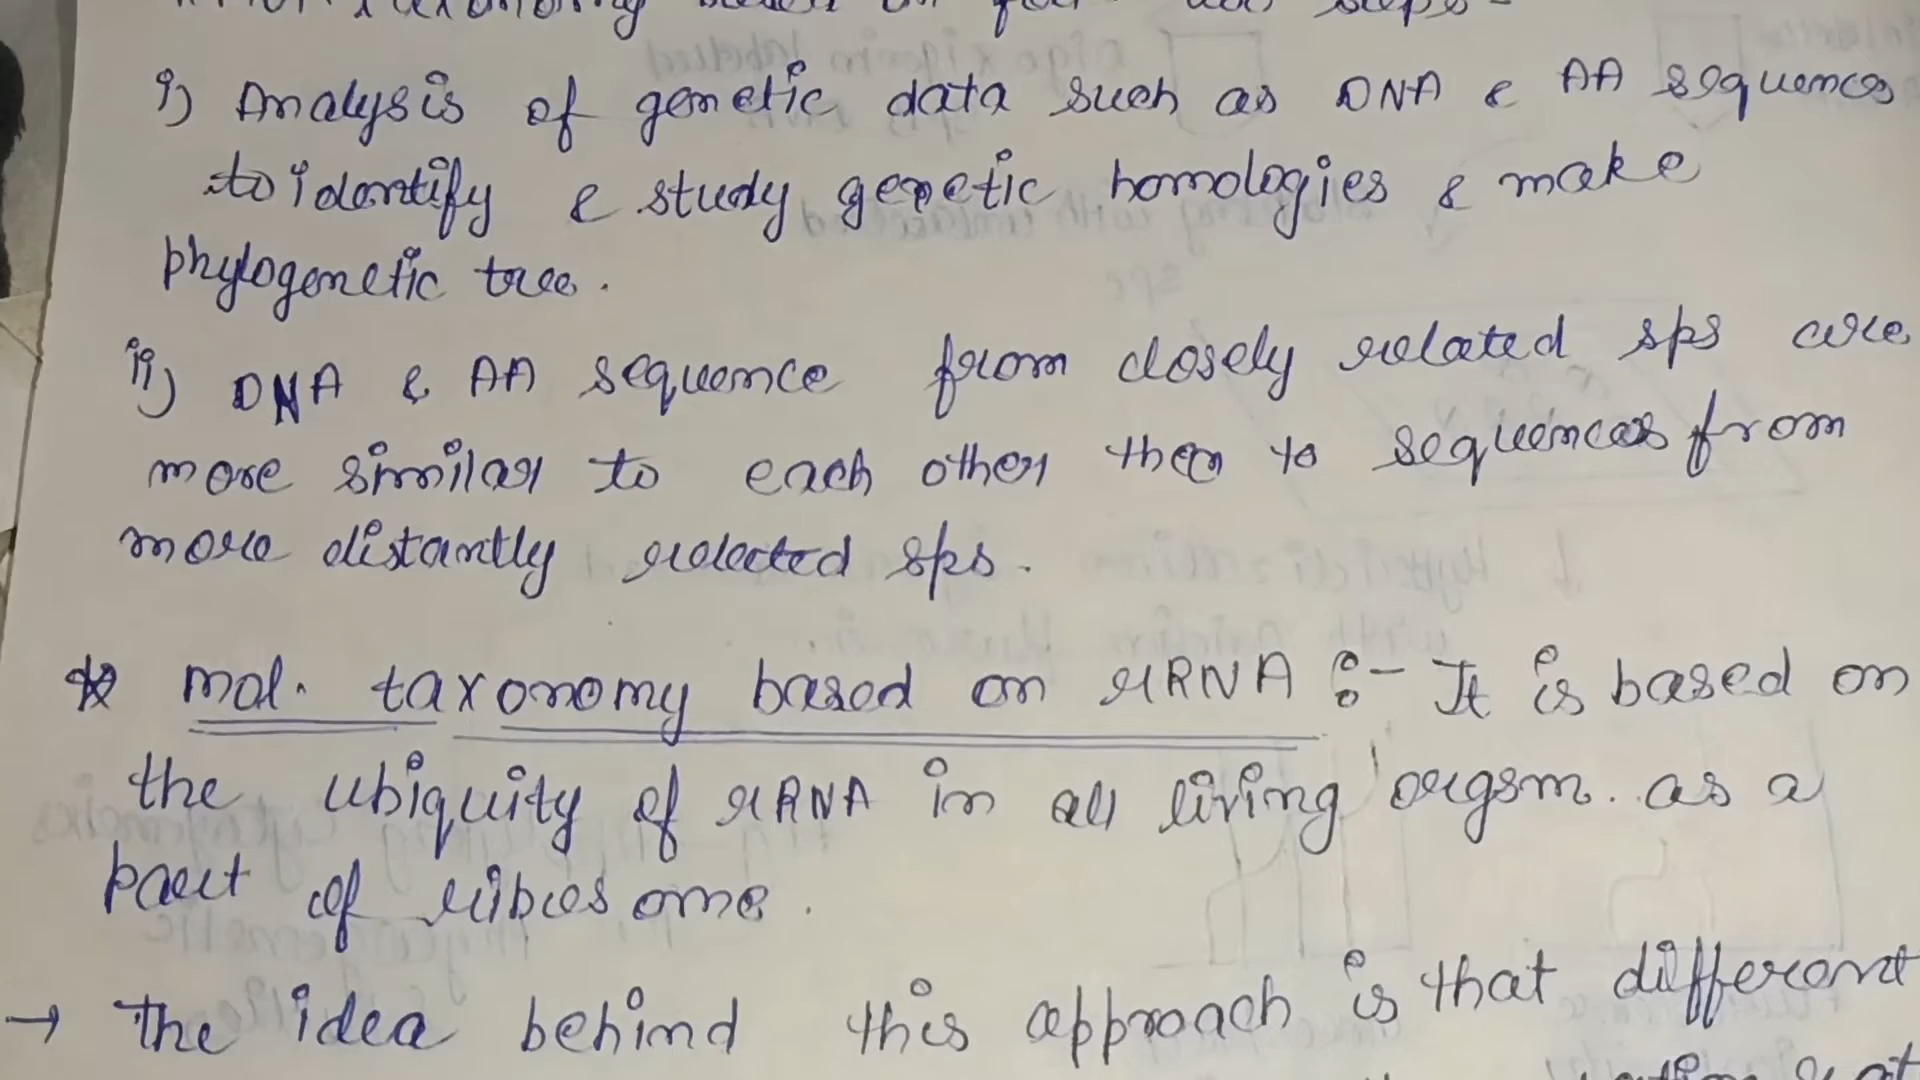 i) Analysis of genetic data such as DNA & AA sequences
to identify & study genetic homologies & make
phylogenetic tree.
ii) DNA & AA sequence from closely related sps are
more similar to each other then to sequences from
more distantly related sps.
* mol. taxonomy based on rRNA :- It is based on
the ubiquity of rRNA in all living orgsm. as a
part of ribosome.
→ The idea behind this approach is that different